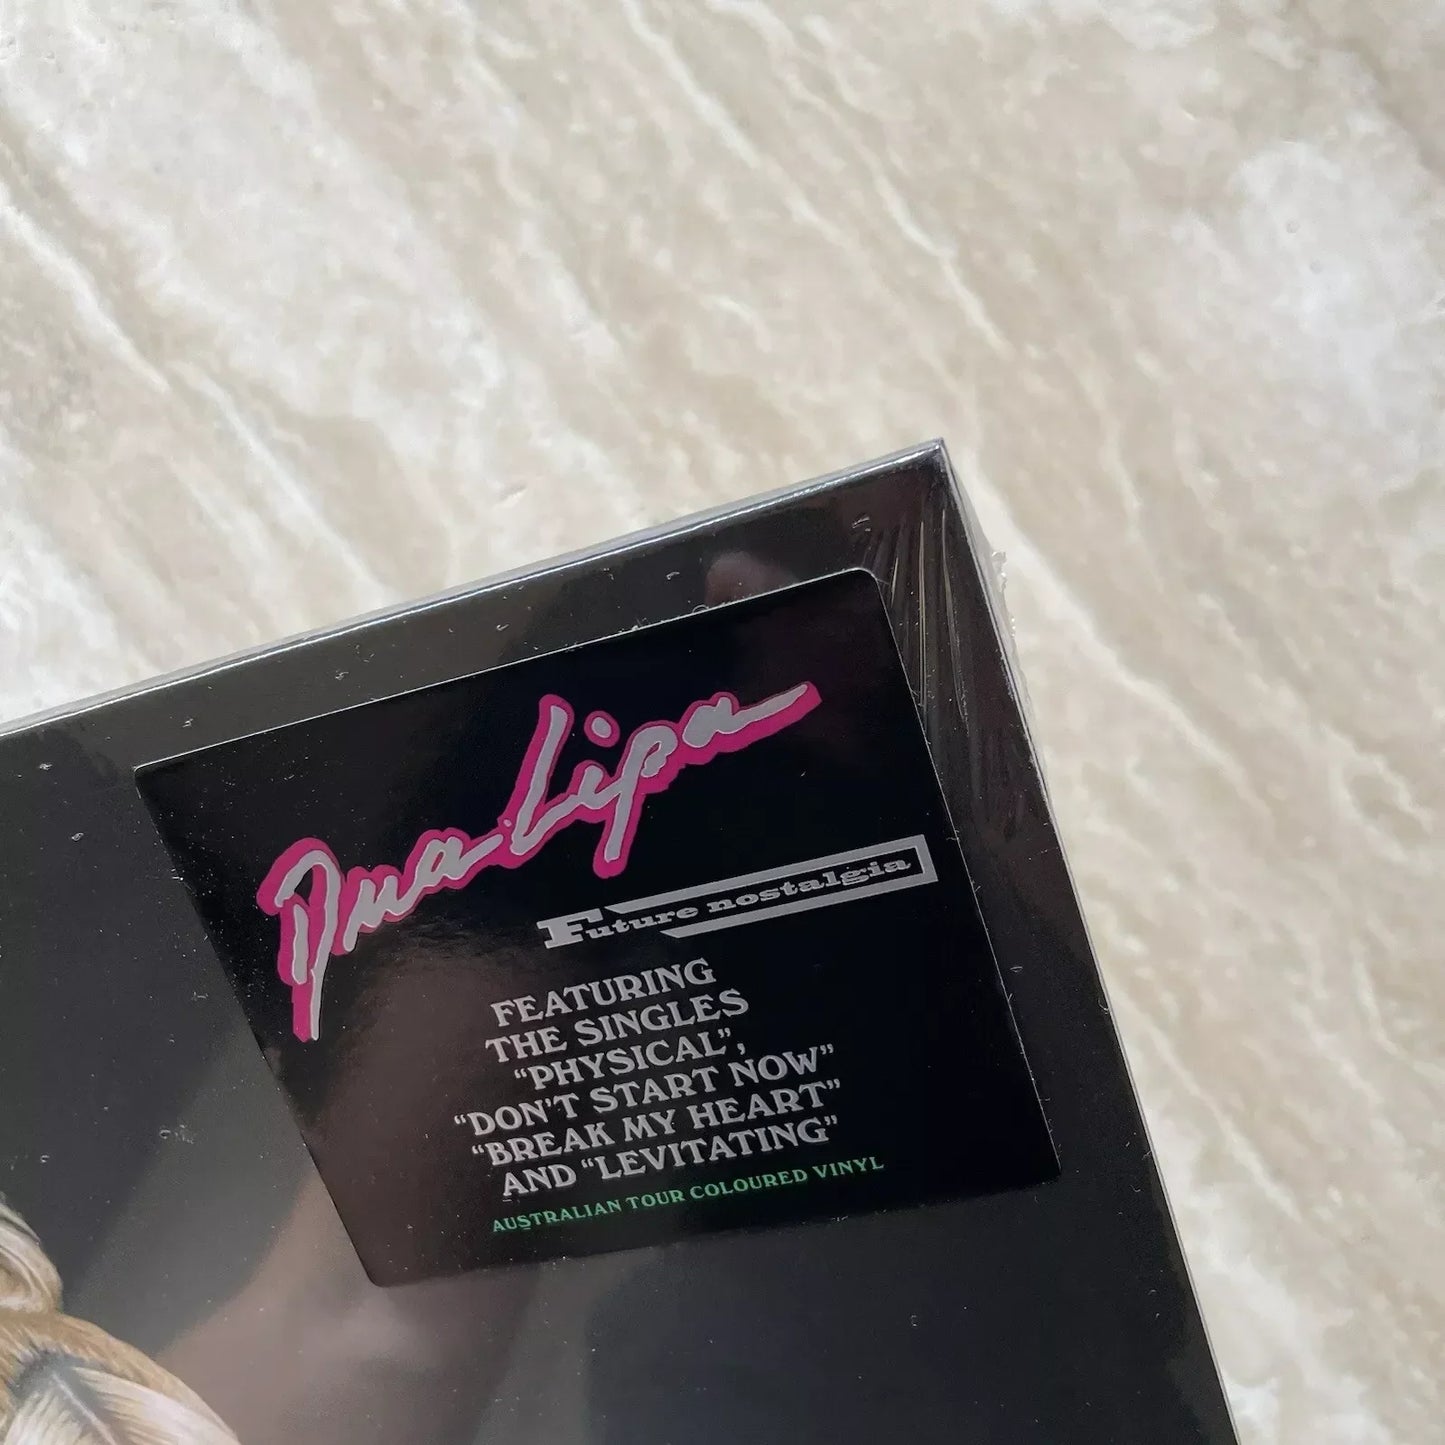 Dua Lipa
Future nostalgia
FEATURING
THE SINGLES
“PHYSICAL”,
“DON'T START NOW”
“BREAK MY HEART”
AND “LEVITATING”
AUSTRALIAN TOUR COLOURED VINYL